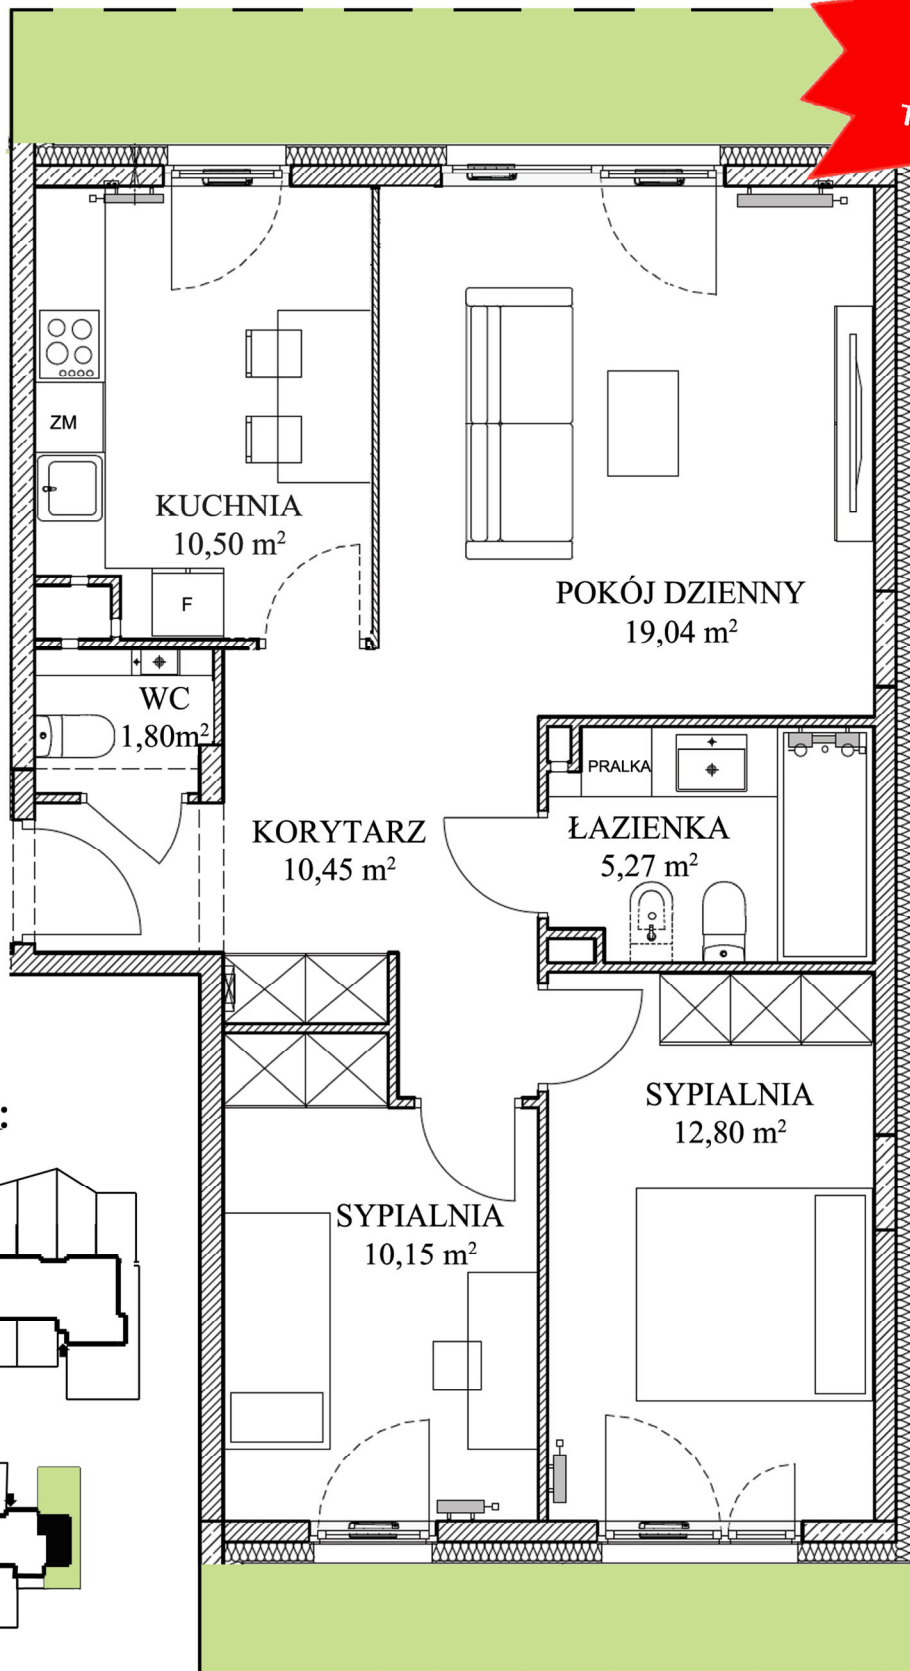 ZM
KUCHNIA
10,50 m²
F
POKÓJ DZIENNY
19,04 m²
WC
1,80m²
PRALKA
KORYTARZ
10,45 m²
ŁAZIENKA
5,27 m²
SYPIALNIA
12,80 m²
:
SYPIALNIA
10,15 m²